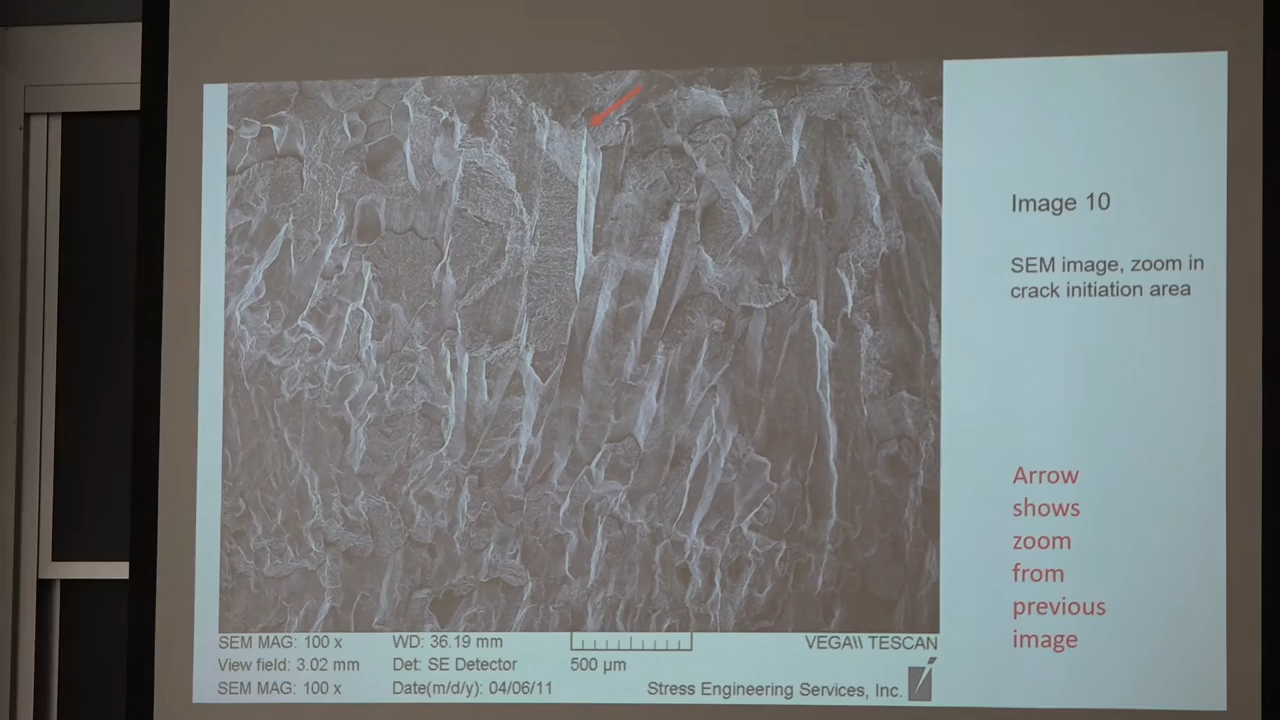 Image 10
SEM image, zoom in
crack initiation area
Arrow
shows
zoom
from
previous
image
SEM MAG: 100 x WD: 36.19 mm VEGA\\ TESCAN
View field: 3.02 mm Det: SE Detector 500 µm
SEM MAG: 100 x Date(m/d/y): 04/06/11 Stress Engineering Services, Inc.